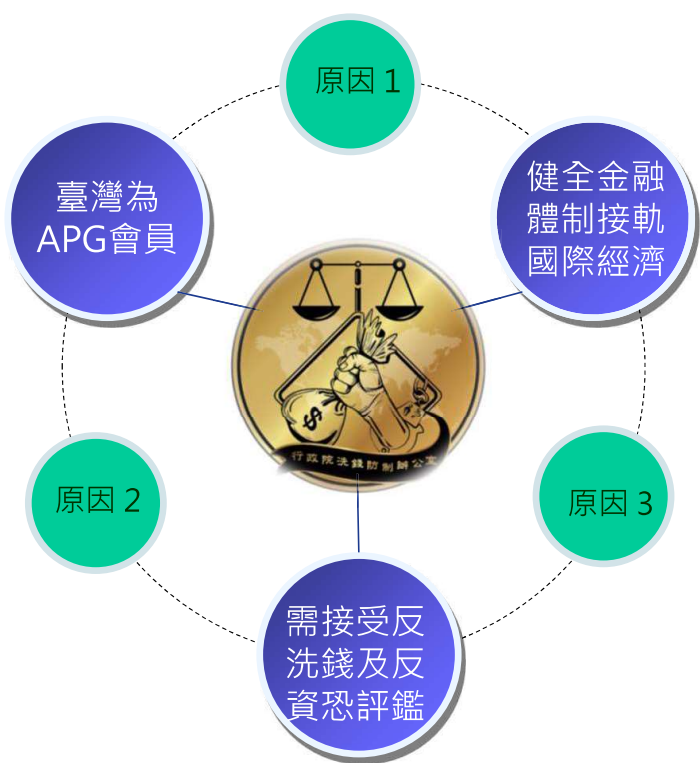 原因 1
臺灣為
APG會員
健全金融
體制接軌
國際經濟
$
行政院洗錢防制辦公室
原因 2
原因 3
需接受反
洗錢及反
資恐評鑑